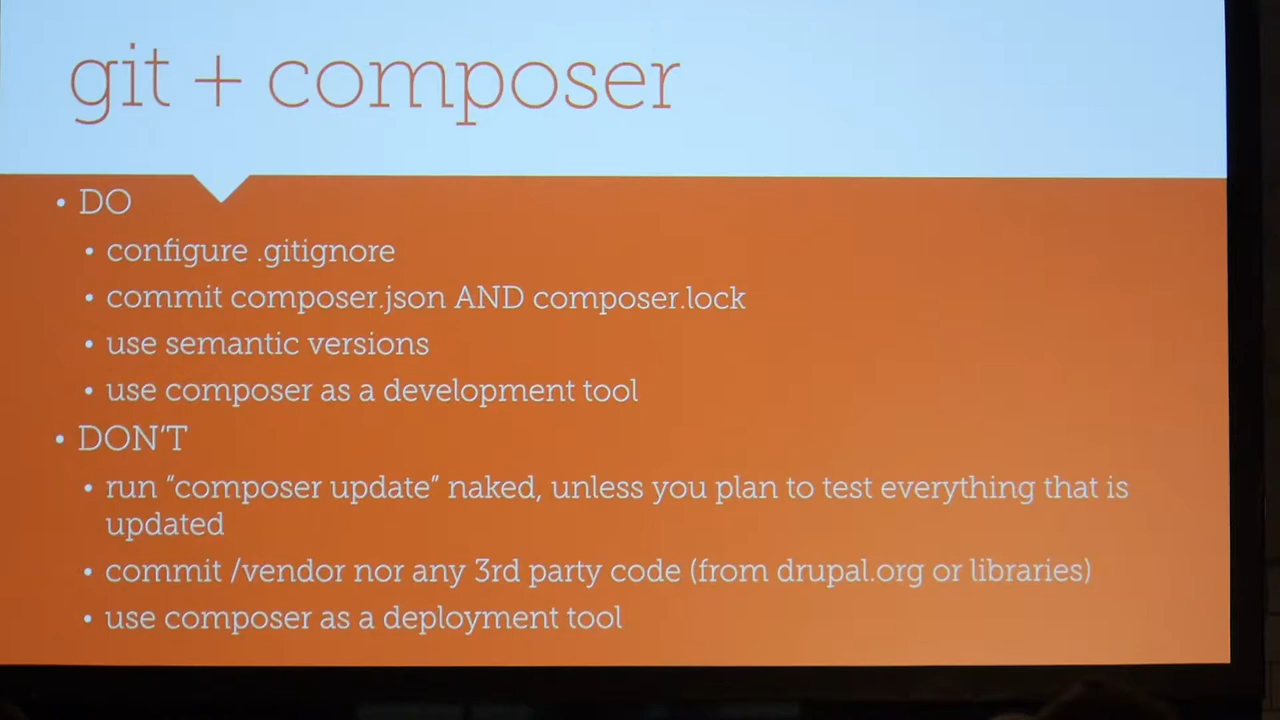 git + composer
• DO
• configure .gitignore
• commit composer.json AND composer.lock
• use semantic versions
• use composer as a development tool
• DON'T
• run “composer update” naked, unless you plan to test everything that is
updated
• commit /vendor nor any 3rd party code (from drupal.org or libraries)
• use composer as a deployment tool